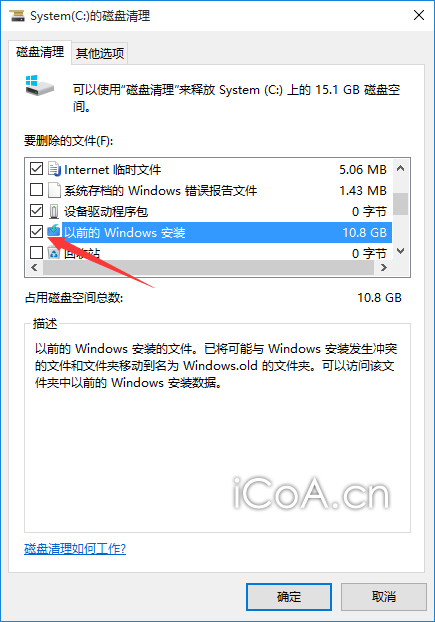 System(C:)的磁盘清理
磁盘清理 其他选项
可以使用“磁盘清理”来释放 System (C:) 上的 15.1 GB 磁盘空
间。
要删除的文件(F):
Internet 临时文件 5.06 MB
系统存档的 Windows 错误报告文件 1.43 MB
设备驱动程序包 0 字节
以前的 Windows 安装 10.8 GB
回收站 0 字节
占用磁盘空间总数: 10.8 GB
描述
以前的 Windows 安装的文件。已将可能与 Windows 安装发生冲突
的文件和文件夹移动到名为 Windows.old 的文件夹。可以访问该文
件夹中以前的 Windows 安装数据。
iCoA.cn
磁盘清理如何工作?
确定 取消